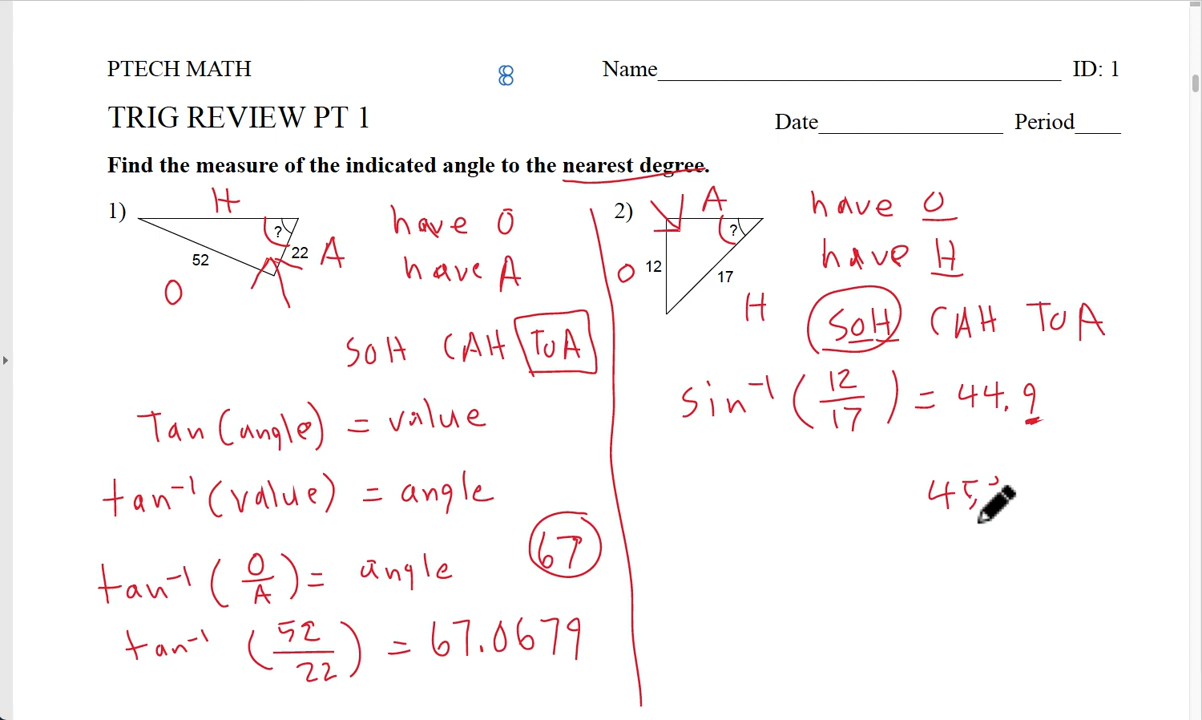 PTECH MATH
8
Name ID: 1
TRIG REVIEW PT 1
Date Period
Find the measure of the indicated angle to the nearest degree.
1)
H
?
52
22
A
O
have O
have A
SOH CAH TOA
Tan (angle) = value
tan⁻¹ (value) = angle
tan⁻¹ (O/A) = angle
67
tan⁻¹ (52/22) = 67.0679
2)
A
?
O
12
17
H
have O
have H
SOH CAH TOA
sin⁻¹ (12/17) = 44.9
45°